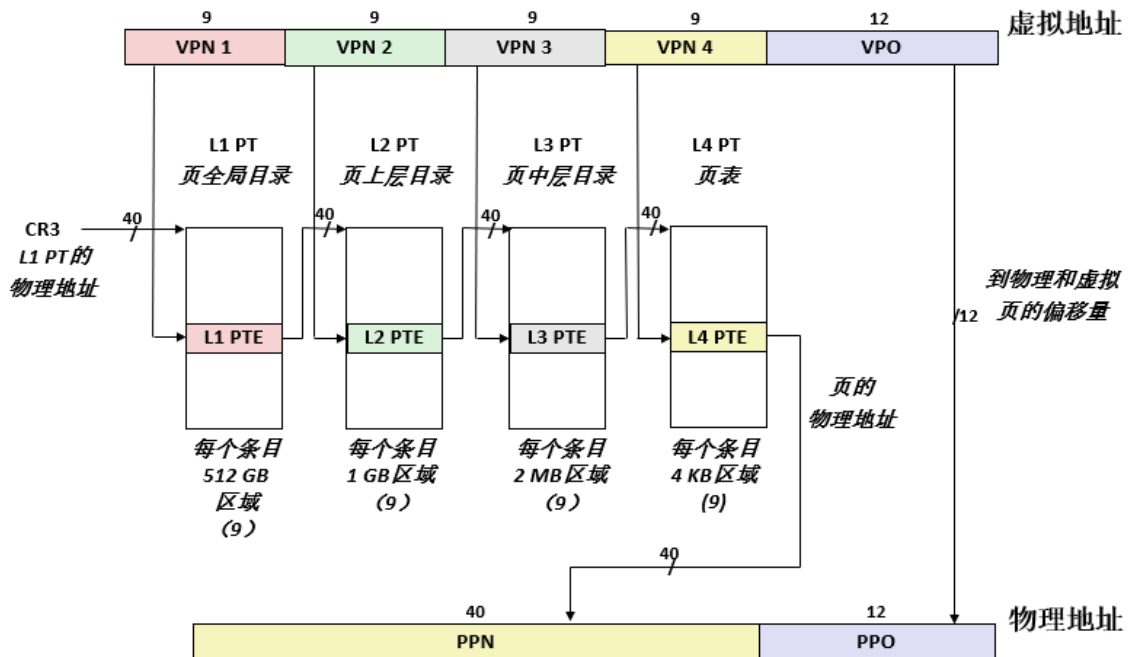 9 9 9 9 12
VPN 1 VPN 2 VPN 3 VPN 4 VPO 虚拟地址
L1 PT
页全局目录
L2 PT
页上层目录
L3 PT
页中层目录
L4 PT
页表
CR3
L1 PT的
物理地址
40 40 40 40
L1 PTE L2 PTE L3 PTE L4 PTE
到物理和虚拟
页的偏移量
12
页的
物理地址
每个条目
512 GB
区域
（9）
每个条目
1 GB区域
（9）
每个条目
2 MB区域
（9）
每个条目
4 KB区域
(9)
40
40 12
PPN PPO 物理地址